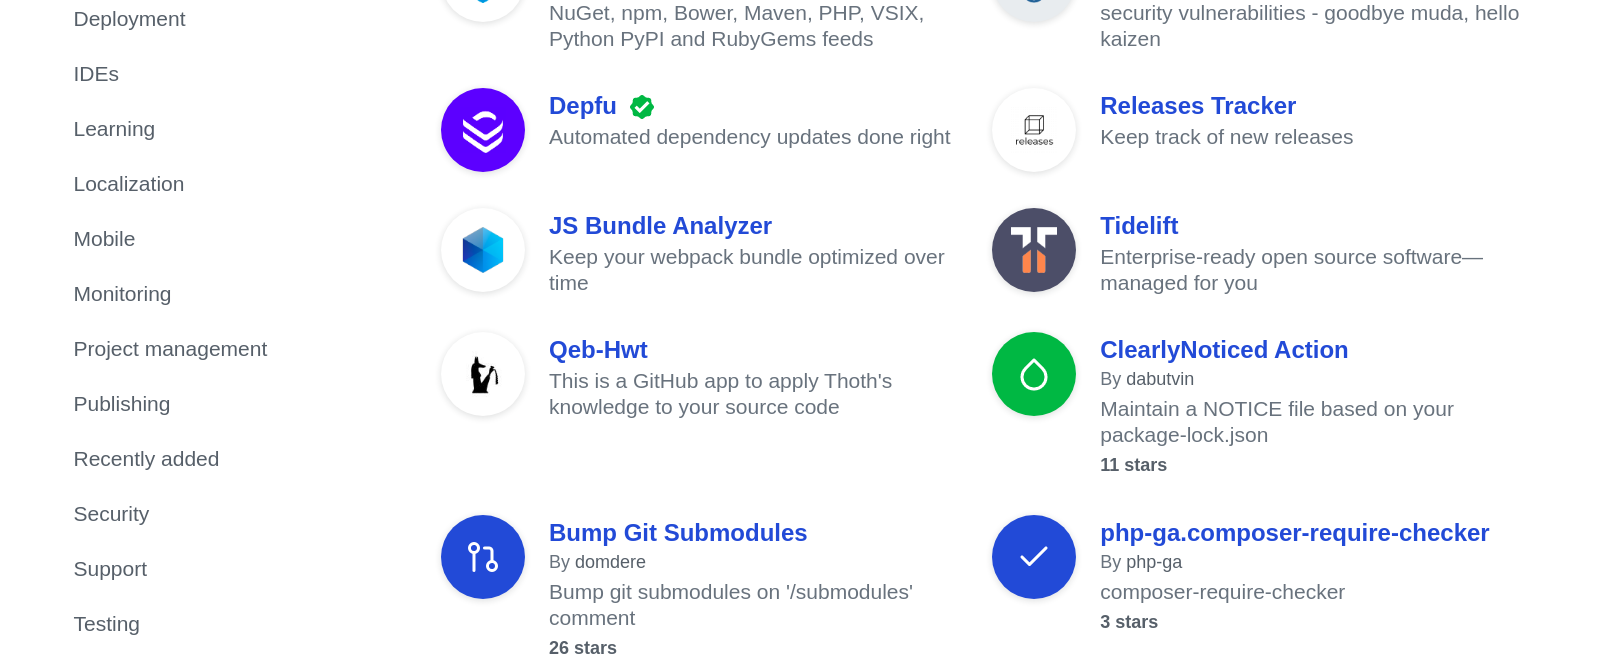 Deployment
IDEs
Learning
Localization
Mobile
Monitoring
Project management
Publishing
Recently added
Security
Support
Testing
NuGet, npm, Bower, Maven, PHP, VSIX,
Python PyPI and RubyGems feeds
security vulnerabilities - goodbye muda, hello
kaizen
Depfu
Automated dependency updates done right
releases
Releases Tracker
Keep track of new releases
JS Bundle Analyzer
Keep your webpack bundle optimized over
time
Tidelift
Enterprise-ready open source software—
managed for you
Qeb-Hwt
This is a GitHub app to apply Thoth's
knowledge to your source code
ClearlyNoticed Action
By dabutvin
Maintain a NOTICE file based on your
package-lock.json
11 stars
Bump Git Submodules
By domdere
Bump git submodules on '/submodules'
comment
26 stars
php-ga.composer-require-checker
By php-ga
composer-require-checker
3 stars